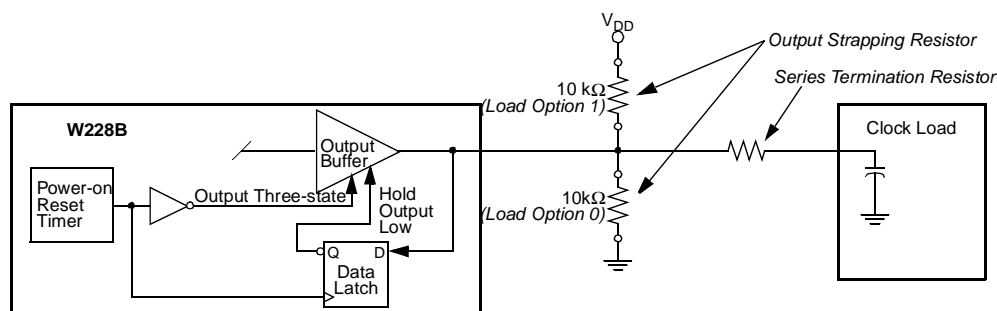 VDD
Output Strapping Resistor
Series Termination Resistor
10 kΩ
(Load Option 1)
W228B
Output
Buffer
Clock Load
Power-on
Reset
Timer
Output Three-state
Hold
Output
Low
10kΩ
(Load Option 0)
Q
D
Data
Latch